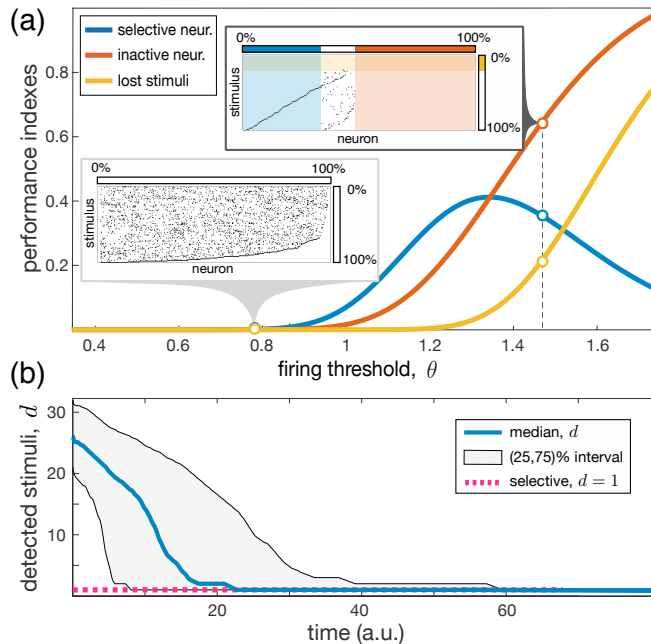 (a)
performance indexes
0.8
0.6
0.4
0.2
selective neur.
inactive neur.
lost stimuli
0% 100%
stimulus
0%
100%
neuron
0% 100%
stimulus
0%
100%
neuron
0.4 0.6 0.8 1 1.2 1.4 1.6
firing threshold, θ
(b)
detected stimuli, d
30
20
10
median, d
(25,75)% interval
selective, d = 1
20 40 60
time (a.u.)